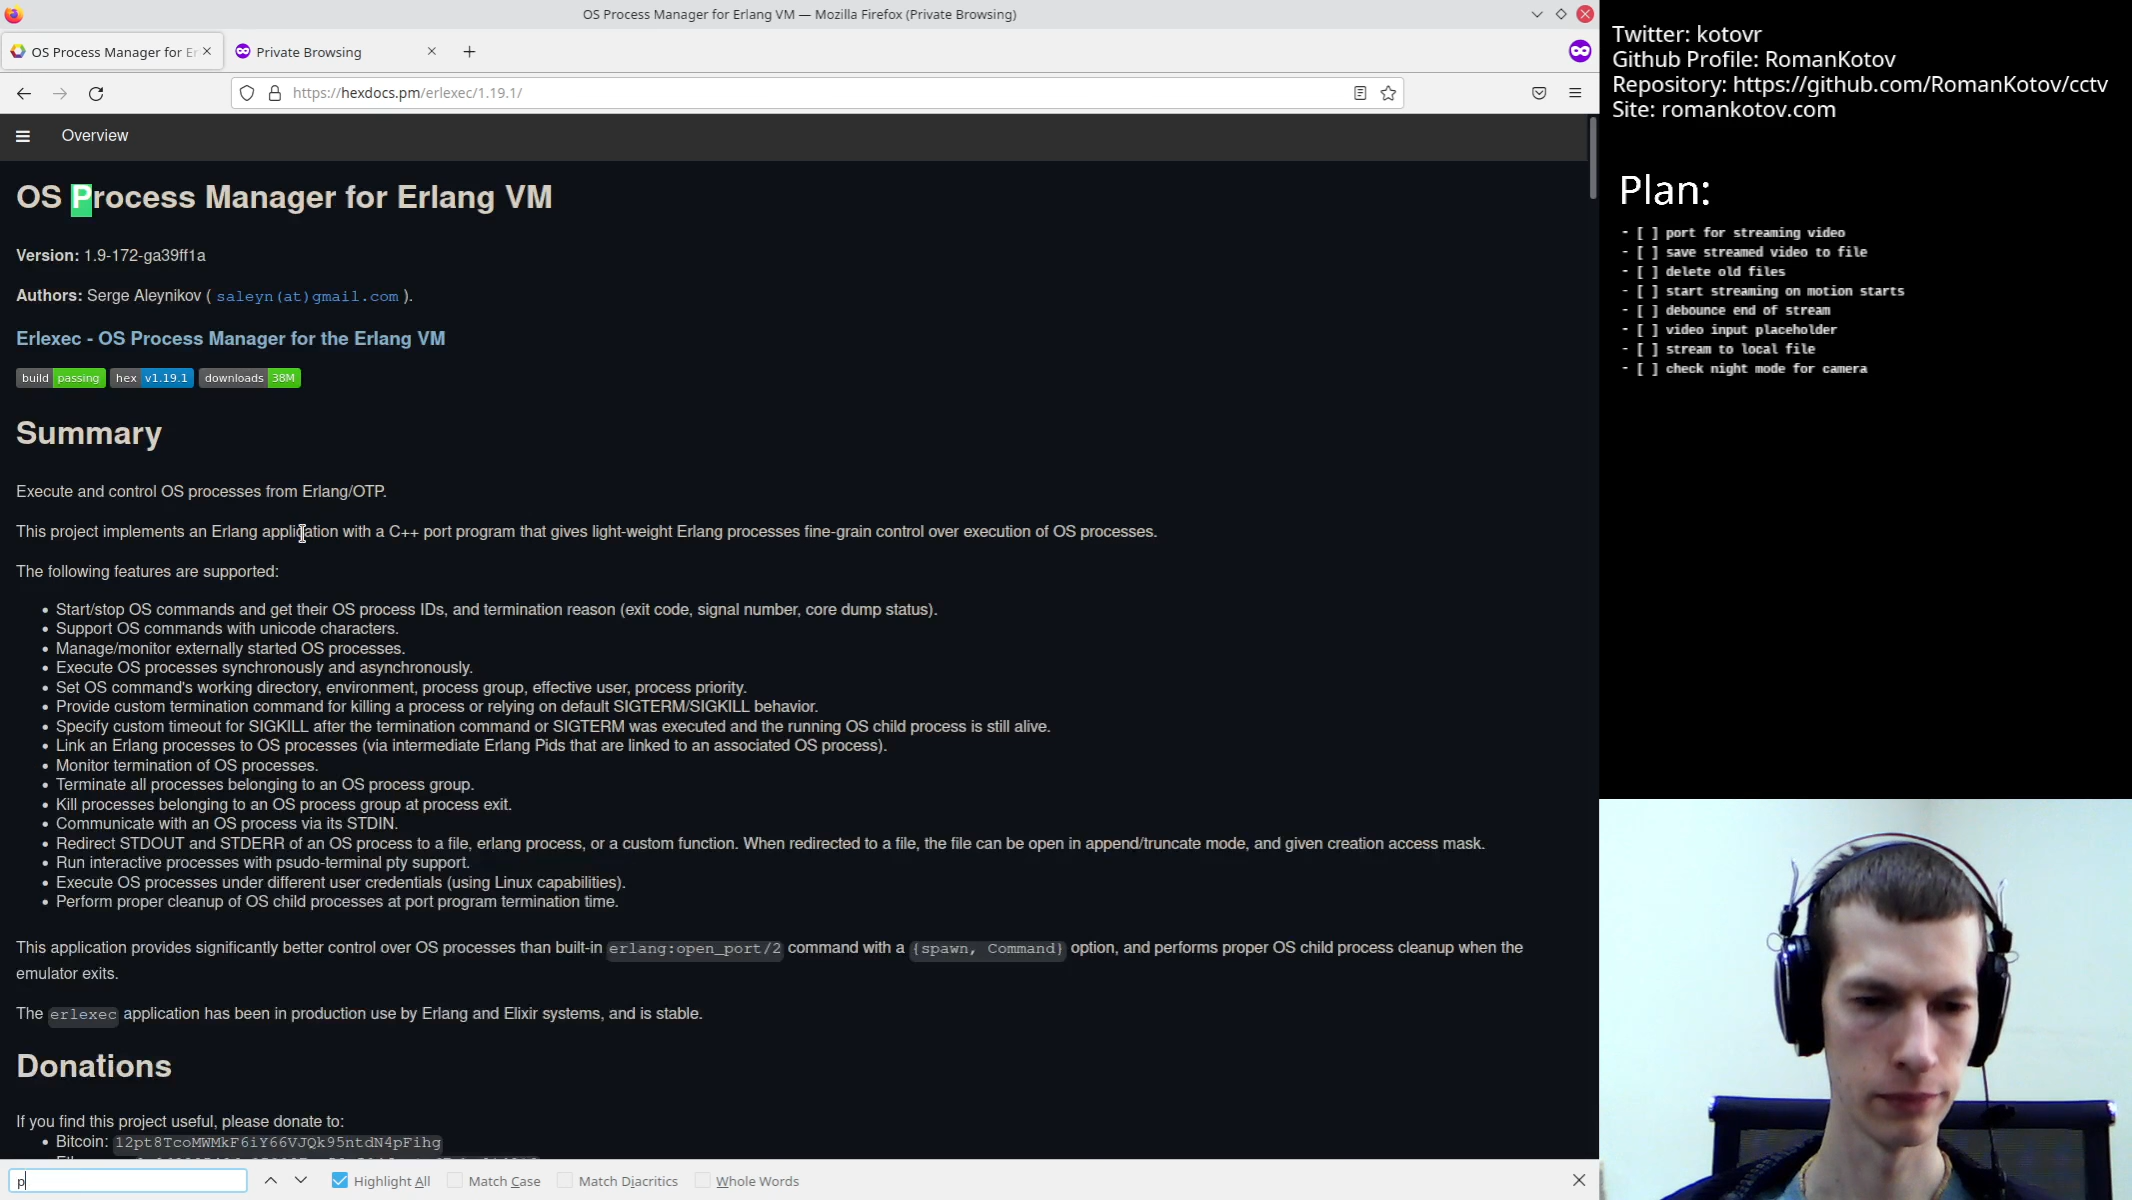 OS Process Manager for Erlang VM — Mozilla Firefox (Private Browsing)
OS Process Manager for Er
Private Browsing
https://hexdocs.pm/erlexec/1.19.1/
Overview
OS Process Manager for Erlang VM
Version: 1.9-172-ga39ff1a
Authors: Serge Aleynikov ( saleyn(at)gmail.com ).
Erlexec - OS Process Manager for the Erlang VM
build passing hex v1.19.1 downloads 38M
Summary
Execute and control OS processes from Erlang/OTP.
This project implements an Erlang application with a C++ port program that gives light-weight Erlang processes fine-grain control over execution of OS processes.
The following features are supported:
• Start/stop OS commands and get their OS process IDs, and termination reason (exit code, signal number, core dump status).
• Support OS commands with unicode characters.
• Manage/monitor externally started OS processes.
• Execute OS processes synchronously and asynchronously.
• Set OS command's working directory, environment, process group, effective user, process priority.
• Provide custom termination command for killing a process or relying on default SIGTERM/SIGKILL behavior.
• Specify custom timeout for SIGKILL after the termination command or SIGTERM was executed and the running OS child process is still alive.
• Link an Erlang processes to OS processes (via intermediate Erlang Pids that are linked to an associated OS process).
• Monitor termination of OS processes.
• Terminate all processes belonging to an OS process group.
• Kill processes belonging to an OS process group at process exit.
• Communicate with an OS process via its STDIN.
• Redirect STDOUT and STDERR of an OS process to a file, erlang process, or a custom function. When redirected to a file, the file can be open in append/truncate mode, and given creation access mask.
• Run interactive processes with psudo-terminal pty support.
• Execute OS processes under different user credentials (using Linux capabilities).
• Perform proper cleanup of OS child processes at port program termination time.
This application provides significantly better control over OS processes than built-in erlang:open_port/2 command with a {spawn, Command} option, and performs proper OS child process cleanup when the
emulator exits.
The erlexec application has been in production use by Erlang and Elixir systems, and is stable.
Donations
If you find this project useful, please donate to:
• Bitcoin: 12pt8TcoMWMkF6iY66VJQk95ntdN4pFihg
p
Highlight All
Match Case
Match Diacritics
Whole Words
Twitter: kotovr
Github Profile: RomanKotov
Repository: https://github.com/RomanKotov/cctv
Site: romankotov.com
Plan:
- [ ] port for streaming video
- [ ] save streamed video to file
- [ ] delete old files
- [ ] start streaming on motion starts
- [ ] debounce end of stream
- [ ] video input placeholder
- [ ] stream to local file
- [ ] check night mode for camera